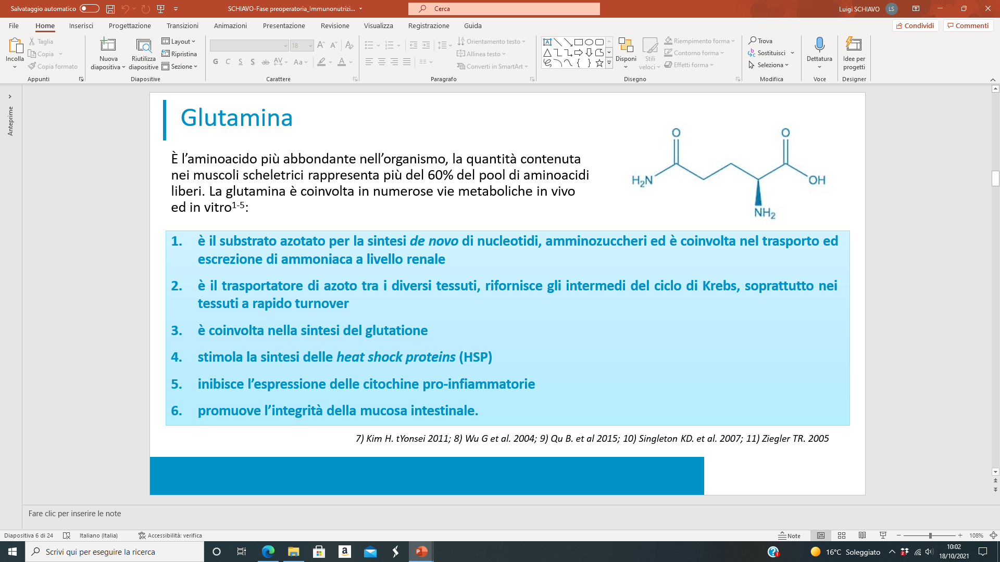 Salvataggio automatico
SCHIAVO-Fase preoperatoria_Immunonutrizi...
Cerca
Luigi SCHIAVO
LS
File
Home
Inserisci
Progettazione
Transizioni
Animazioni
Presentazione
Revisione
Visualizza
Registrazione
Guida
Condividi
Commenti
Incolla
Taglia
Copia
Copia formato
Appunti
Nuova
diapositiva
Riutilizza
diapositive
Layout
Ripristina
Sezione
Diapositive
18
G C S S ab AV Aa A
Carattere
Orientamento testo
Allinea testo
Converti in SmartArt
Paragrafo
Disponi
Stili
veloci
Riempimento forma
Contorno forma
Effetti forma
Disegno
Trova
Sostituisci
Seleziona
Modifica
Dettatura
Voce
Idee per
progetti
Designer
Anteprime
Glutamina
È l’aminoacido più abbondante nell’organismo, la quantità contenuta
nei muscoli scheletrici rappresenta più del 60% del pool di aminoacidi
liberi. La glutamina è coinvolta in numerose vie metaboliche in vivo
ed in vitro1-5:
O O
H2N OH
NH2
1. è il substrato azotato per la sintesi de novo di nucleotidi, amminozuccheri ed è coinvolta nel trasporto ed
escrezione di ammoniaca a livello renale
2. è il trasportatore di azoto tra i diversi tessuti, rifornisce gli intermedi del ciclo di Krebs, soprattutto nei
tessuti a rapido turnover
3. è coinvolta nella sintesi del glutatione
4. stimola la sintesi delle heat shock proteins (HSP)
5. inibisce l’espressione delle citochine pro-infiammatorie
6. promuove l’integrità della mucosa intestinale.
7) Kim H. tYonsei 2011; 8) Wu G et al. 2004; 9) Qu B. et al 2015; 10) Singleton KD. et al. 2007; 11) Ziegler TR. 2005
Fare clic per inserire le note
Diapositiva 6 di 24
Italiano (Italia)
Accessibilità: verifica
Note
108%
Scrivi qui per eseguire la ricerca
16°C Soleggiato
10:02
18/10/2021